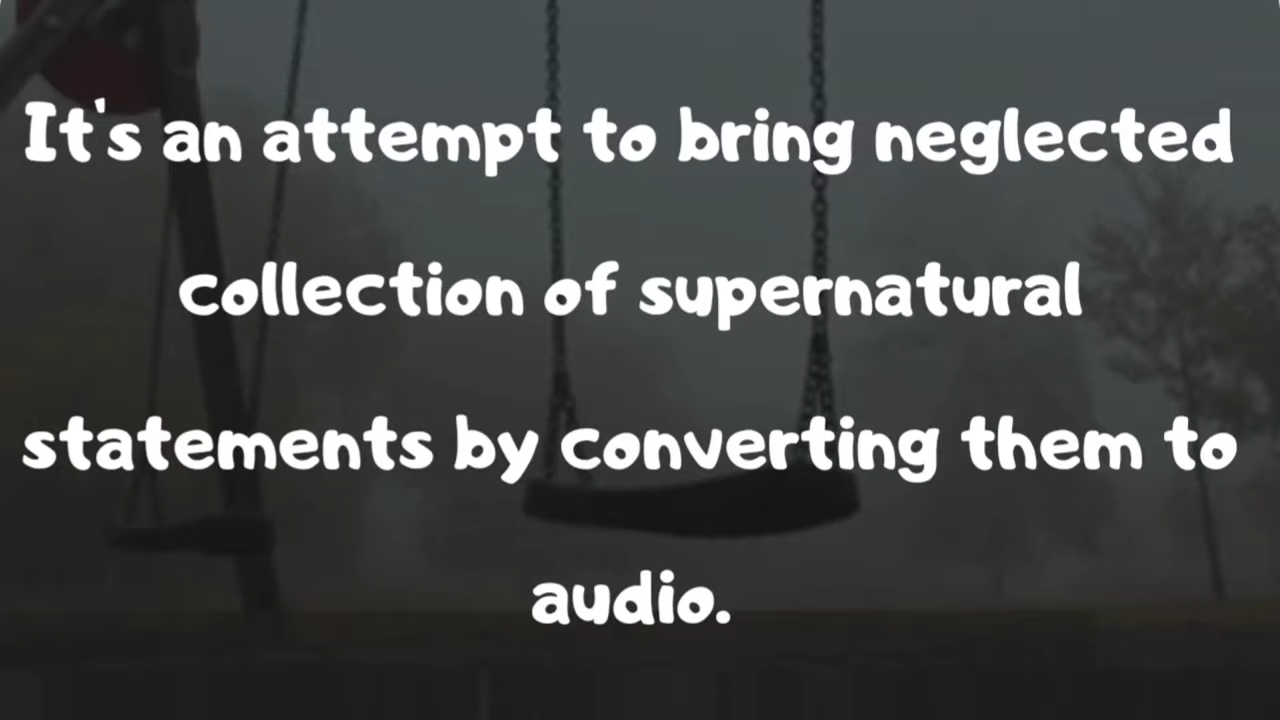 It's an attempt to bring neglected
collection of supernatural
statements by converting them to
audio.